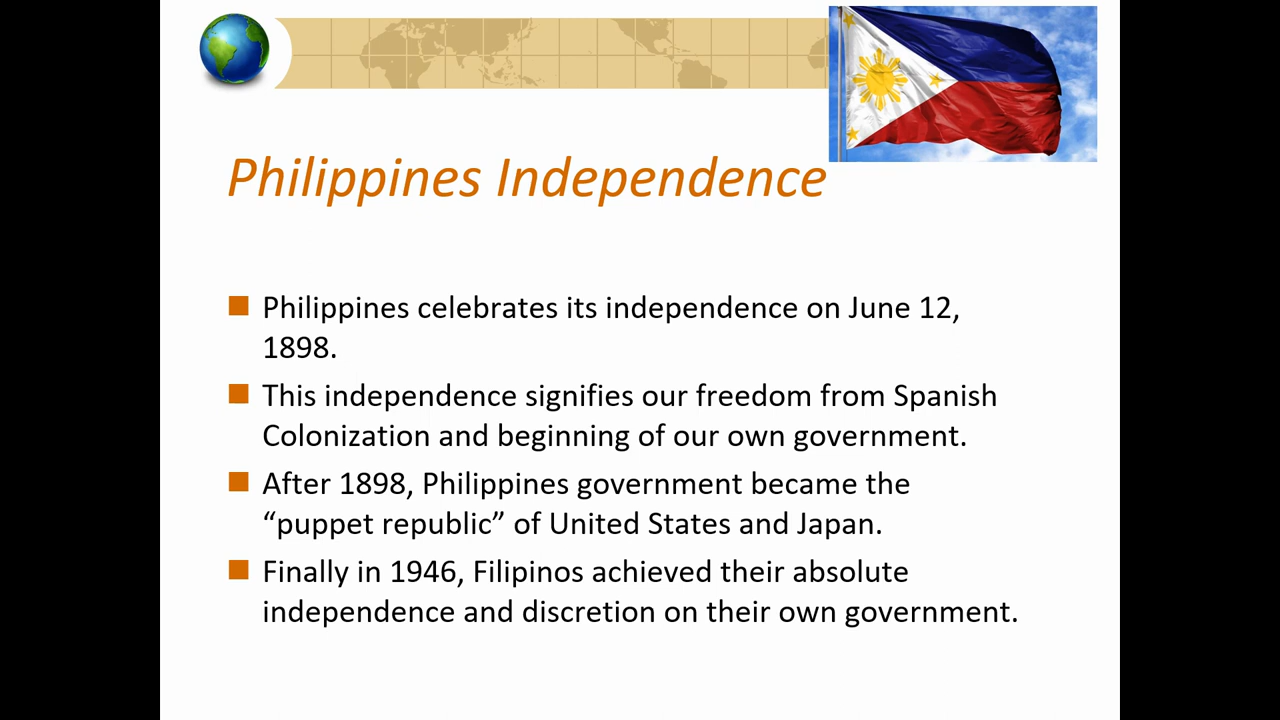 Philippines Independence
Philippines celebrates its independence on June 12,
1898.
This independence signifies our freedom from Spanish
Colonization and beginning of our own government.
After 1898, Philippines government became the
“puppet republic” of United States and Japan.
Finally in 1946, Filipinos achieved their absolute
independence and discretion on their own government.